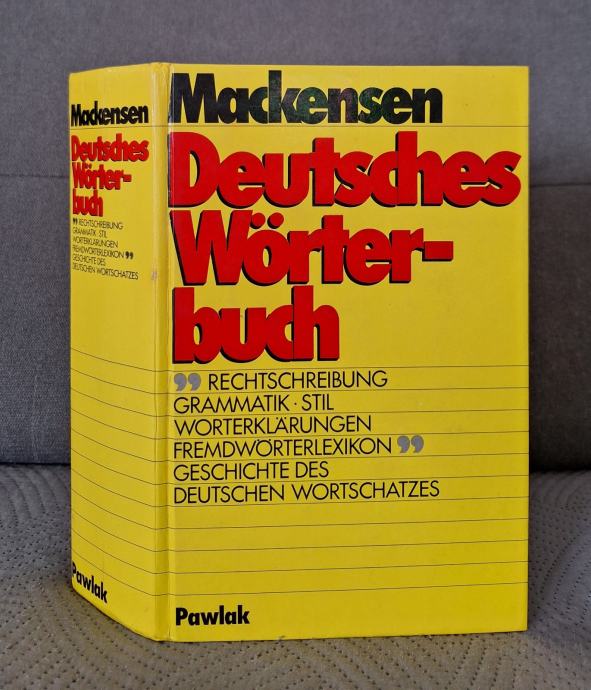 Mackensen
Deutsches
Wörter-
buch
” RECHTSCHREIBUNG
GRAMMATIK · STIL
WORTERKLÄRUNGEN
FREMDWÖRTERLEXIKON ”
GESCHICHTE DES
DEUTSCHEN WORTSCHATZES
Pawlak
Mackensen
Deutsches
Wörter-
buch
” RECHTSCHREIBUNG
GRAMMATIK · STIL
WORTERKLÄRUNGEN
FREMDWÖRTERLEXIKON ”
GESCHICHTE DES
DEUTSCHEN WORTSCHATZES
Pawlak